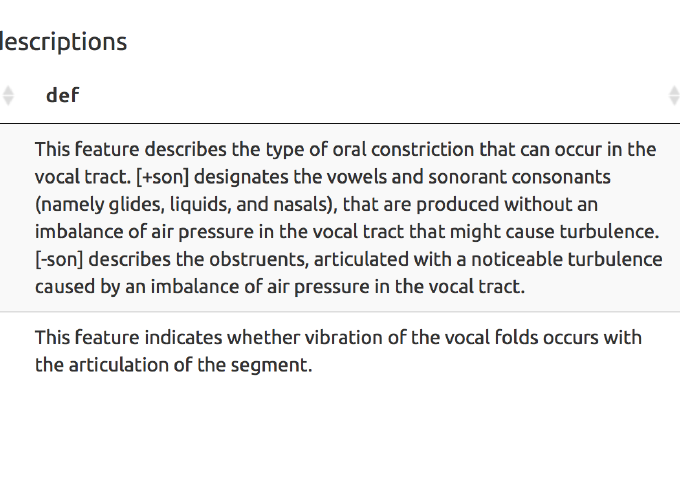 descriptions
def
This feature describes the type of oral constriction that can occur in the
vocal tract. [+son] designates the vowels and sonorant consonants
(namely glides, liquids, and nasals), that are produced without an
imbalance of air pressure in the vocal tract that might cause turbulence.
[-son] describes the obstruents, articulated with a noticeable turbulence
caused by an imbalance of air pressure in the vocal tract.
This feature indicates whether vibration of the vocal folds occurs with
the articulation of the segment.